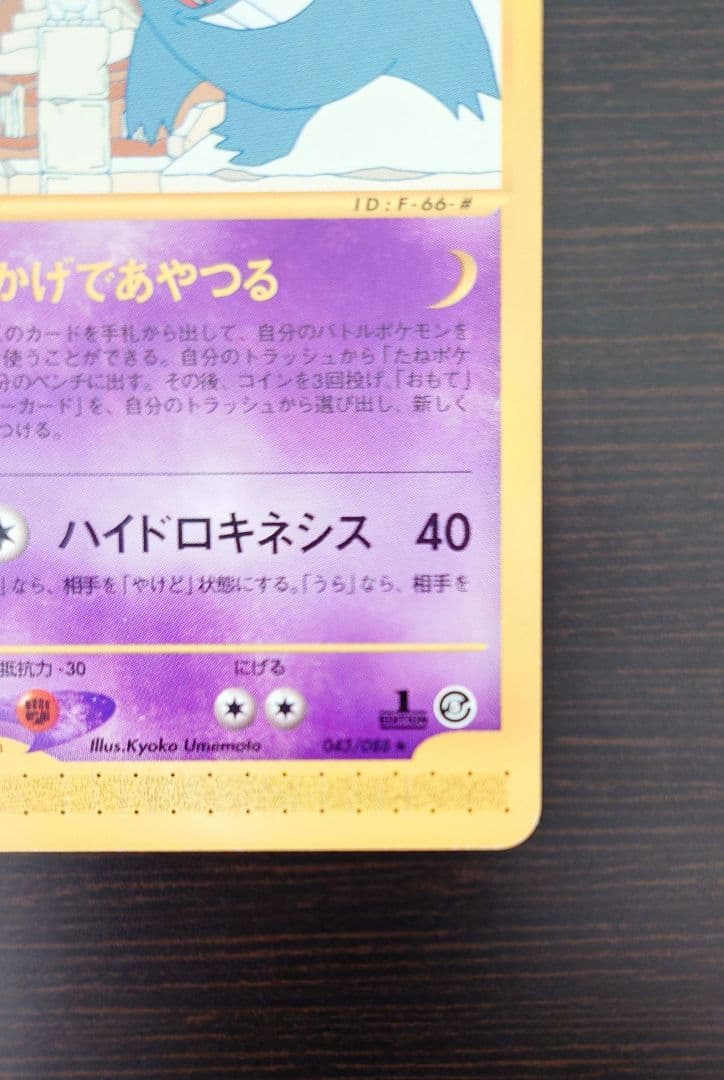 ID:F-66-#
かげであやつる
のカードを手札から出して、自分のバトルポケモンを
使うことができる。自分のトラッシュから「たねポケ
分のベンチに出す。その後、コインを3回投げ、「おもて」
ーカード」を、自分のトラッシュから選び出し、新しく
つける。
ハイドロキネシス 40
」なら、相手を「やけど」状態にする。「うら」なら、相手を
抵抗力 -30 にげる
1
Illus.Kyoko Umemoto /088 ★